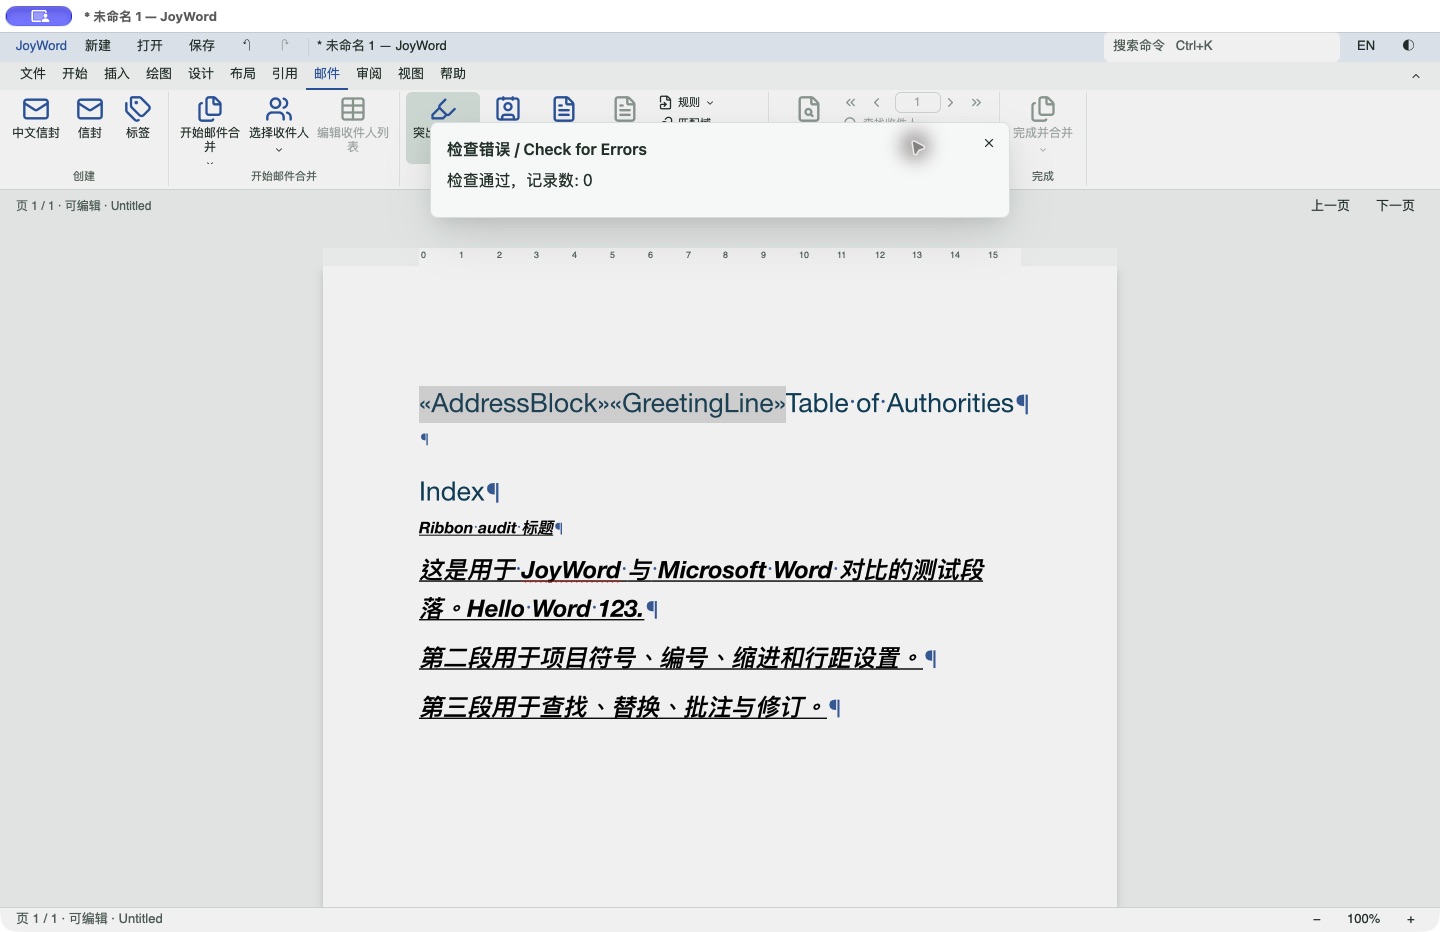 * 未命名 1 — JoyWord
JoyWord 新建 打开 保存 * 未命名 1 — JoyWord 搜索命令 Ctrl+K EN
文件 开始 插入 绘图 设计 布局 引用 邮件 审阅 视图 帮助
中文信封 信封 标签 开始邮件合并 选择收件人 编辑收件人列表 突出 规则 1 完成并合并
创建 开始邮件合并 完成
检查错误 / Check for Errors
检查通过，记录数: 0
页 1 / 1 · 可编辑 · Untitled 上一页 下一页
0 1 2 3 4 5 6 7 8 9 10 11 12 13 14 15
«AddressBlock»«GreetingLine»Table·of·Authorities¶
¶
Index¶
Ribbon·audit·标题¶
这是用于·JoyWord·与·Microsoft·Word·对比的测试段
落。Hello·Word·123.¶
第二段用于项目符号、编号、缩进和行距设置。¶
第三段用于查找、替换、批注与修订。¶
页 1 / 1 · 可编辑 · Untitled − 100% +